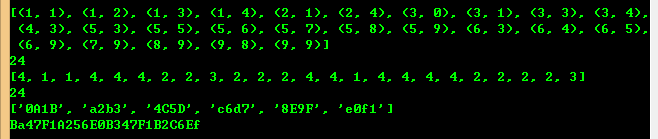 [(1, 1), (1, 2), (1, 3), (1, 4), (2, 1), (2, 4), (3, 0), (3, 1), (3, 3), (3, 4),
(4, 3), (5, 3), (5, 5), (5, 6), (5, 7), (5, 8), (5, 9), (6, 3), (6, 4), (6, 5),
(6, 9), (7, 9), (8, 9), (9, 8), (9, 9)]
24
[4, 1, 1, 4, 4, 4, 2, 2, 3, 2, 2, 2, 4, 4, 1, 4, 4, 4, 4, 2, 2, 2, 2, 3]
24
['0A1B', 'a2b3', '4C5D', 'c6d7', '8E9F', 'e0f1']
Ba47F1A256E0B347F1B2C6Ef